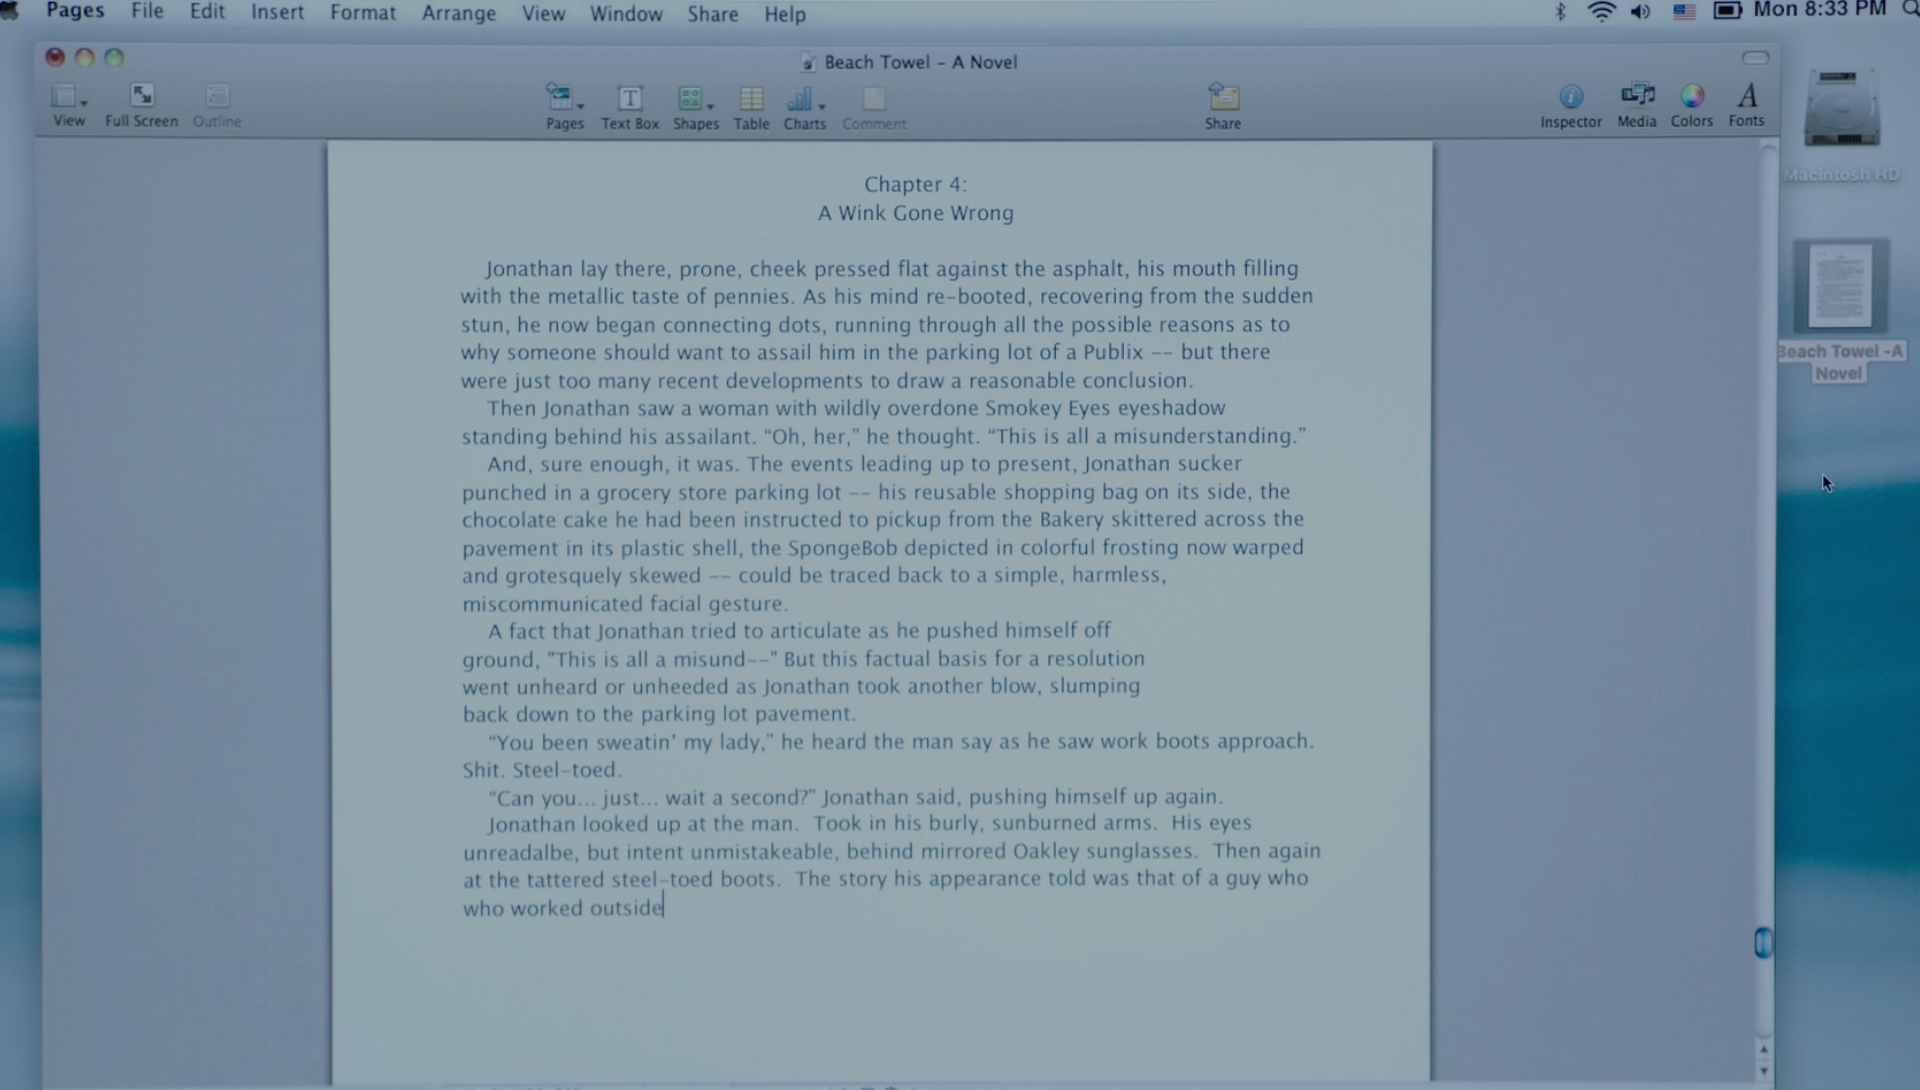 Pages File Edit Insert Format Arrange View Window Share Help Mon 8:33 PM
Beach Towel - A Novel
View Full Screen Outline Pages Text Box Shapes Table Charts Comment Share Inspector Media Colors Fonts
Macintosh HD
Beach Towel -A
Novel
Chapter 4:
A Wink Gone Wrong
Jonathan lay there, prone, cheek pressed flat against the asphalt, his mouth filling
with the metallic taste of pennies. As his mind re-booted, recovering from the sudden
stun, he now began connecting dots, running through all the possible reasons as to
why someone should want to assail him in the parking lot of a Publix -- but there
were just too many recent developments to draw a reasonable conclusion.
Then Jonathan saw a woman with wildly overdone Smokey Eyes eyeshadow
standing behind his assailant. “Oh, her,” he thought. “This is all a misunderstanding.”
And, sure enough, it was. The events leading up to present, Jonathan sucker
punched in a grocery store parking lot -- his reusable shopping bag on its side, the
chocolate cake he had been instructed to pickup from the Bakery skittered across the
pavement in its plastic shell, the SpongeBob depicted in colorful frosting now warped
and grotesquely skewed -- could be traced back to a simple, harmless,
miscommunicated facial gesture.
A fact that Jonathan tried to articulate as he pushed himself off
ground, "This is all a misund--" But this factual basis for a resolution
went unheard or unheeded as Jonathan took another blow, slumping
back down to the parking lot pavement.
“You been sweatin’ my lady,” he heard the man say as he saw work boots approach.
Shit. Steel-toed.
“Can you... just... wait a second?” Jonathan said, pushing himself up again.
Jonathan looked up at the man.  Took in his burly, sunburned arms.  His eyes
unreadalbe, but intent unmistakeable, behind mirrored Oakley sunglasses.  Then again
at the tattered steel-toed boots.  The story his appearance told was that of a guy who
who worked outside